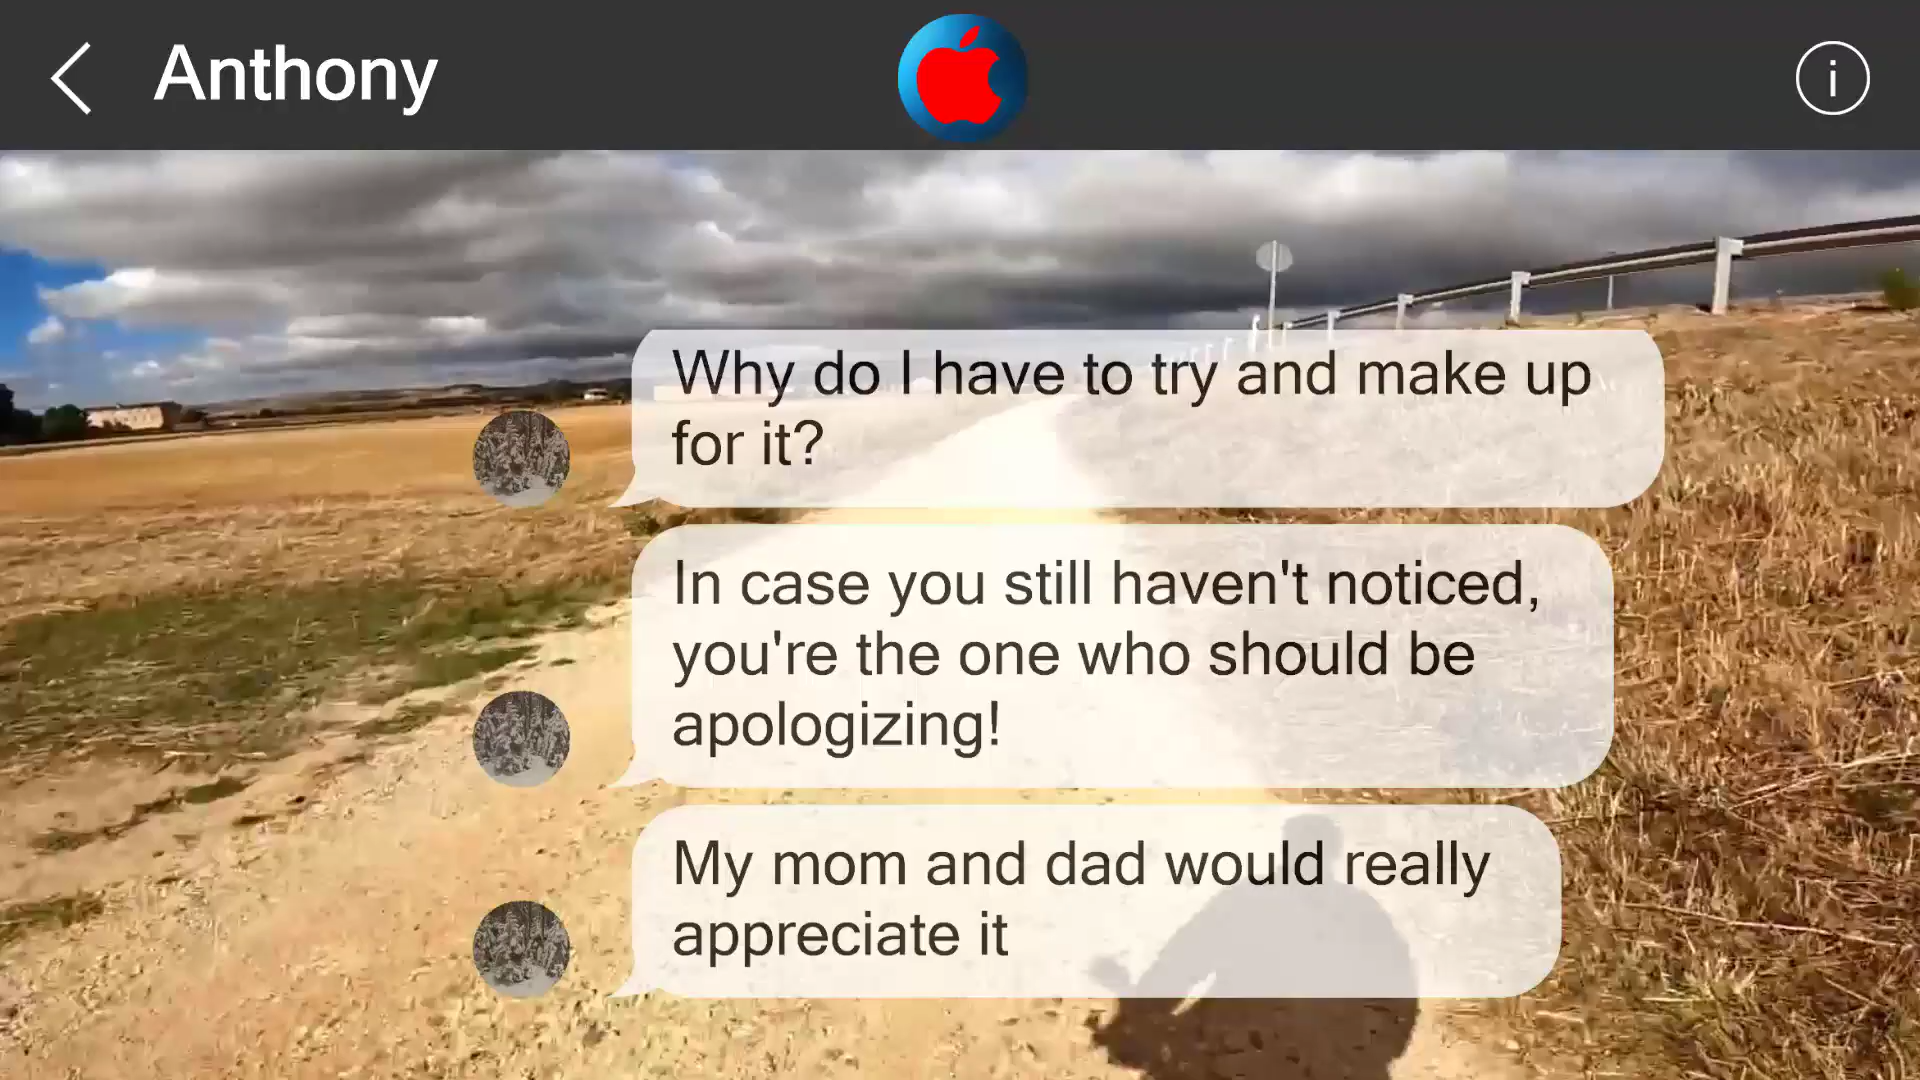 Anthony
Why do I have to try and make up
for it?
In case you still haven't noticed,
you're the one who should be
apologizing!
My mom and dad would really
appreciate it